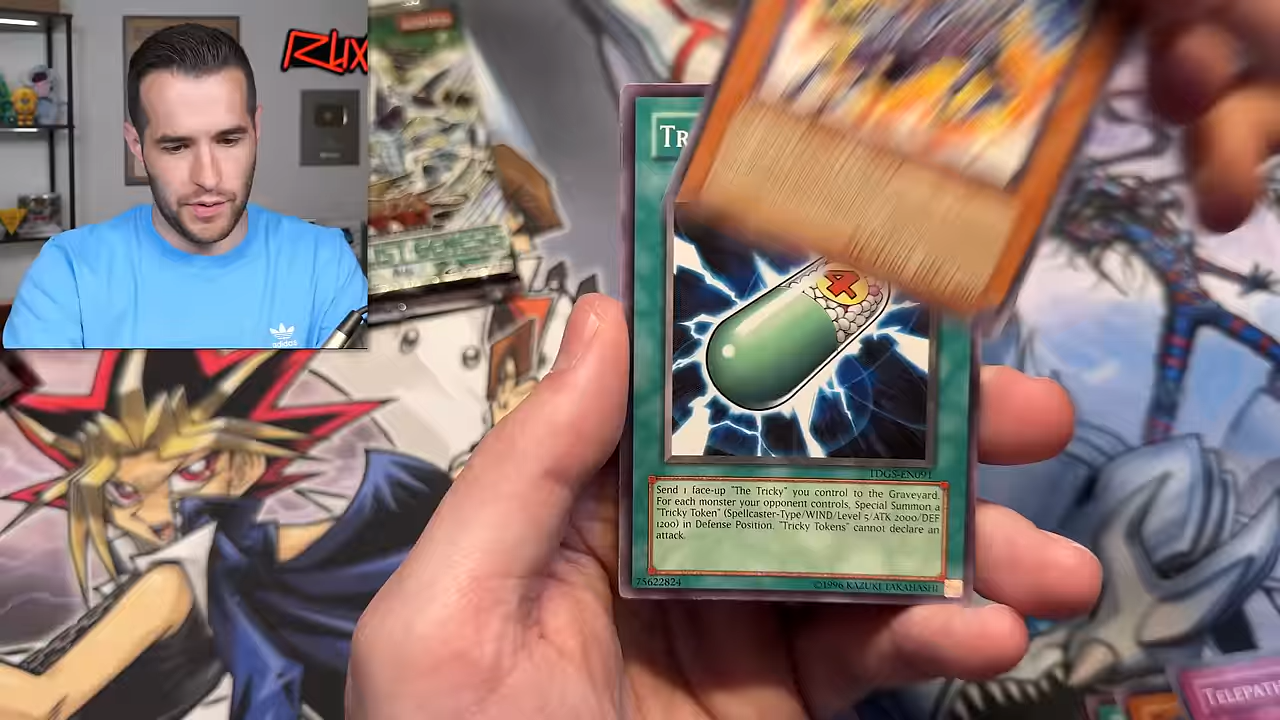 Rux
TR
4
TDGS-EN091
Send 1 face-up "The Tricky" you control to the Graveyard.
For each monster your opponent controls, Special Summon a
"Tricky Token" (Spellcaster-Type/WIND/Level 5/ATK 2000/DEF
1200) in Defense Position. "Tricky Tokens" cannot declare an
attack.
75622824
©1996 KAZUKI TAKAHASHI
adidas
TELEPATH